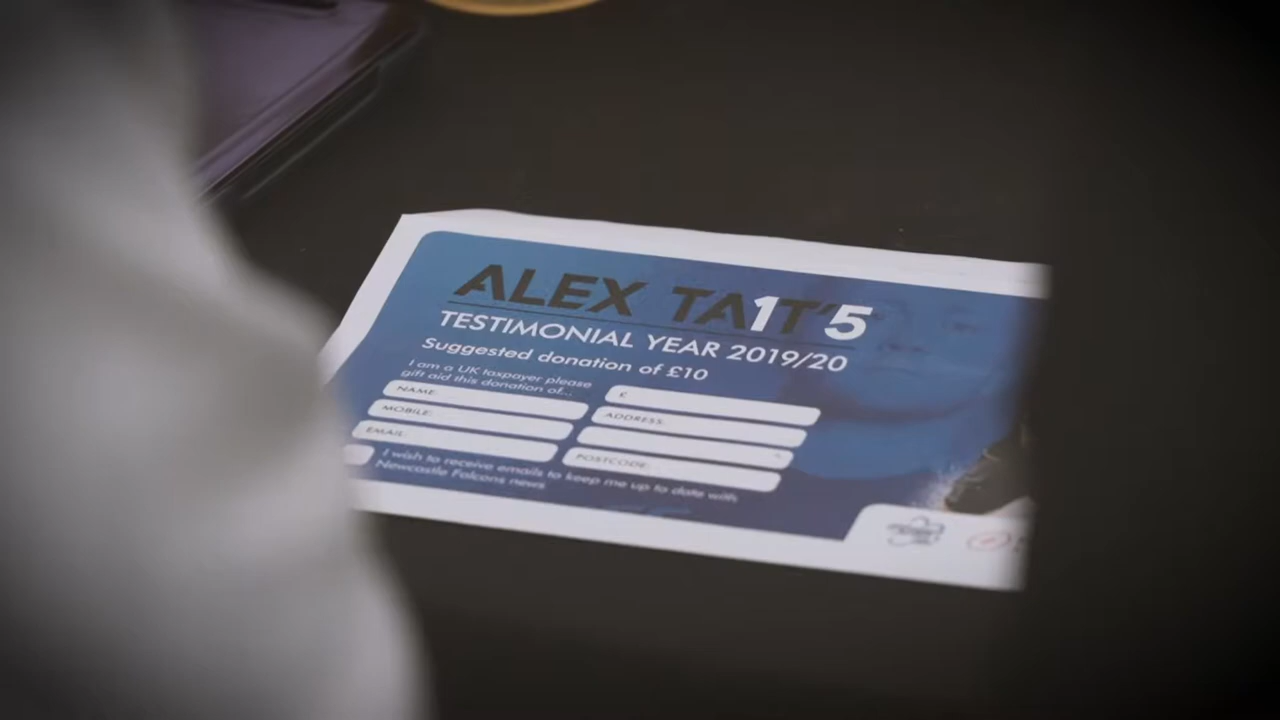 ALEX TA1T'5
TESTIMONIAL YEAR 2019/20
Suggested donation of £10
I am a UK taxpayer please
gift aid this donation of...
£
NAME:
ADDRESS:
MOBILE:
EMAIL:
POSTCODE:
I wish to receive emails to keep me up to date with
Newcastle Falcons news